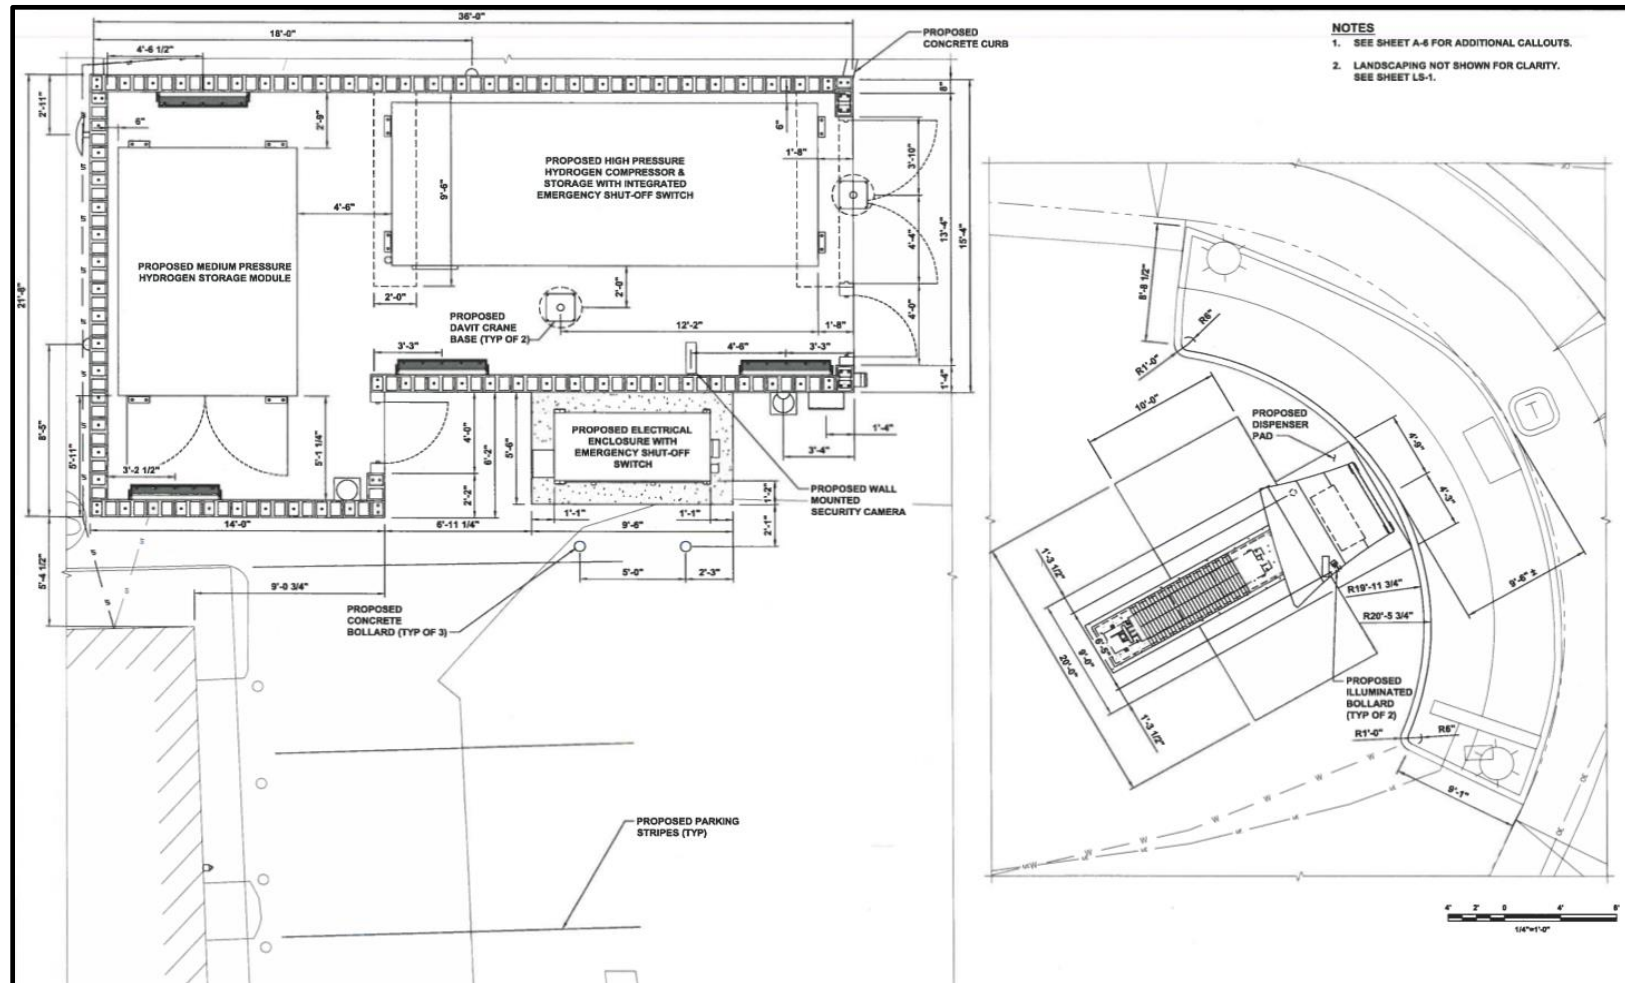 36'-0"
18'-0"
4'-6 1/2"
PROPOSED
CONCRETE CURB
NOTES
1. SEE SHEET A-6 FOR ADDITIONAL CALLOUTS.
2. LANDSCAPING NOT SHOWN FOR CLARITY.
SEE SHEET LS-1.
2'-11"
6"
2'-9"
6"
8"
1'-8"
3'-10"
PROPOSED HIGH PRESSURE
HYDROGEN COMPRESSOR &
STORAGE WITH INTEGRATED
EMERGENCY SHUT-OFF SWITCH
9'-6"
4'-6"
4'-4"
13'-4"
15'-4"
PROPOSED MEDIUM PRESSURE
HYDROGEN STORAGE MODULE
2'-0"
2'-0"
4'-0"
PROPOSED
DAVIT CRANE
BASE (TYP OF 2)
12'-2"
1'-8"
3'-3"
4'-6"
3'-3"
1'-4"
8'-5"
5'-11"
3'-2 1/2"
5'-1 1/4"
4'-0"
6'-2"
5'-6"
2'-2"
PROPOSED ELECTRICAL
ENCLOSURE WITH
EMERGENCY SHUT-OFF
SWITCH
1'-4"
3'-4"
1'-2"
PROPOSED WALL
MOUNTED
SECURITY CAMERA
1'-1"
1'-1"
14'-0"
6'-11 1/4"
9'-6"
2'-1"
5'-4 1/2"
5'-0"
2'-3"
9'-0 3/4"
PROPOSED
CONCRETE
BOLLARD (TYP OF 3)
PROPOSED PARKING
STRIPES (TYP)
8'-8 1/2"
R6"
R1'-0"
10'-0"
PROPOSED
DISPENSER
PAD
T
4'-9"
4'-3"
1'-3 1/2"
9'-6" ±
R19'-11 3/4"
R20'-5 3/4"
6'-5"
9'-0"
20'-0"
1'-3 1/2"
PROPOSED
ILLUMINATED
BOLLARD
(TYP OF 2)
R1'-0"
R6"
9'-1"
W
W
W
W
W
4'
2'
0
4'
8'
1/4"=1'-0"